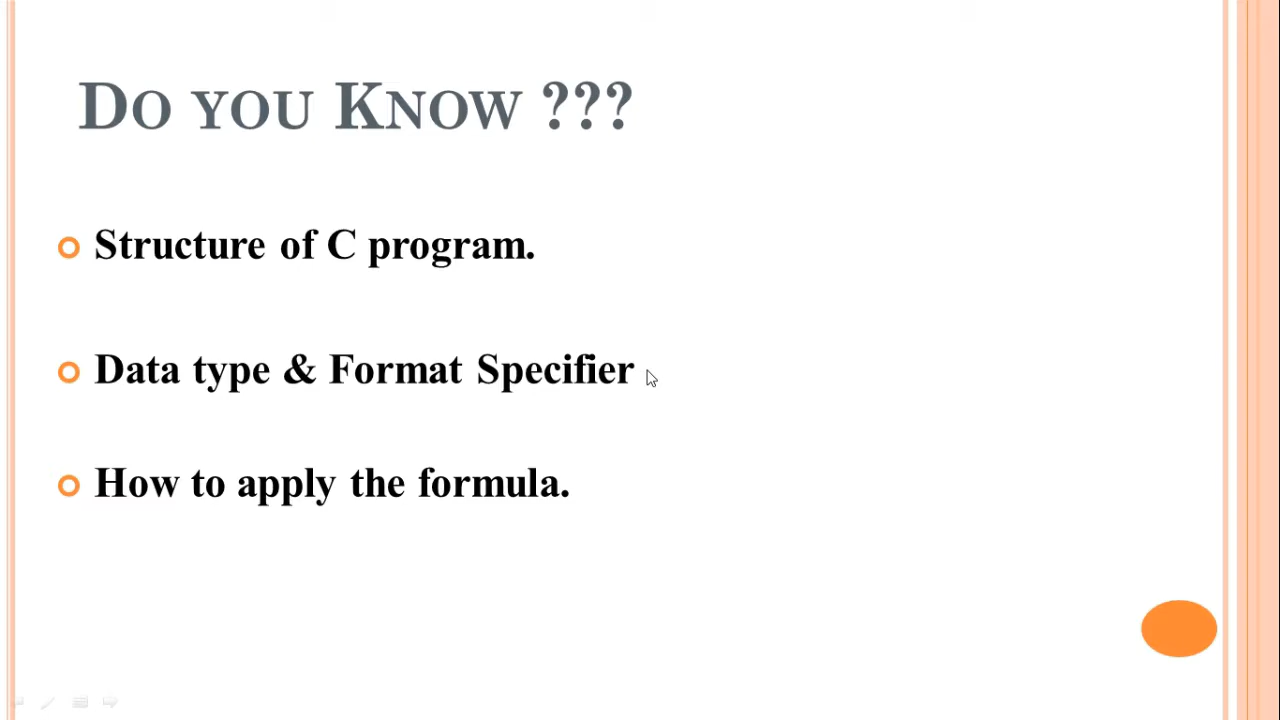 Do you Know ???
Structure of C program.
Data type & Format Specifier
How to apply the formula.